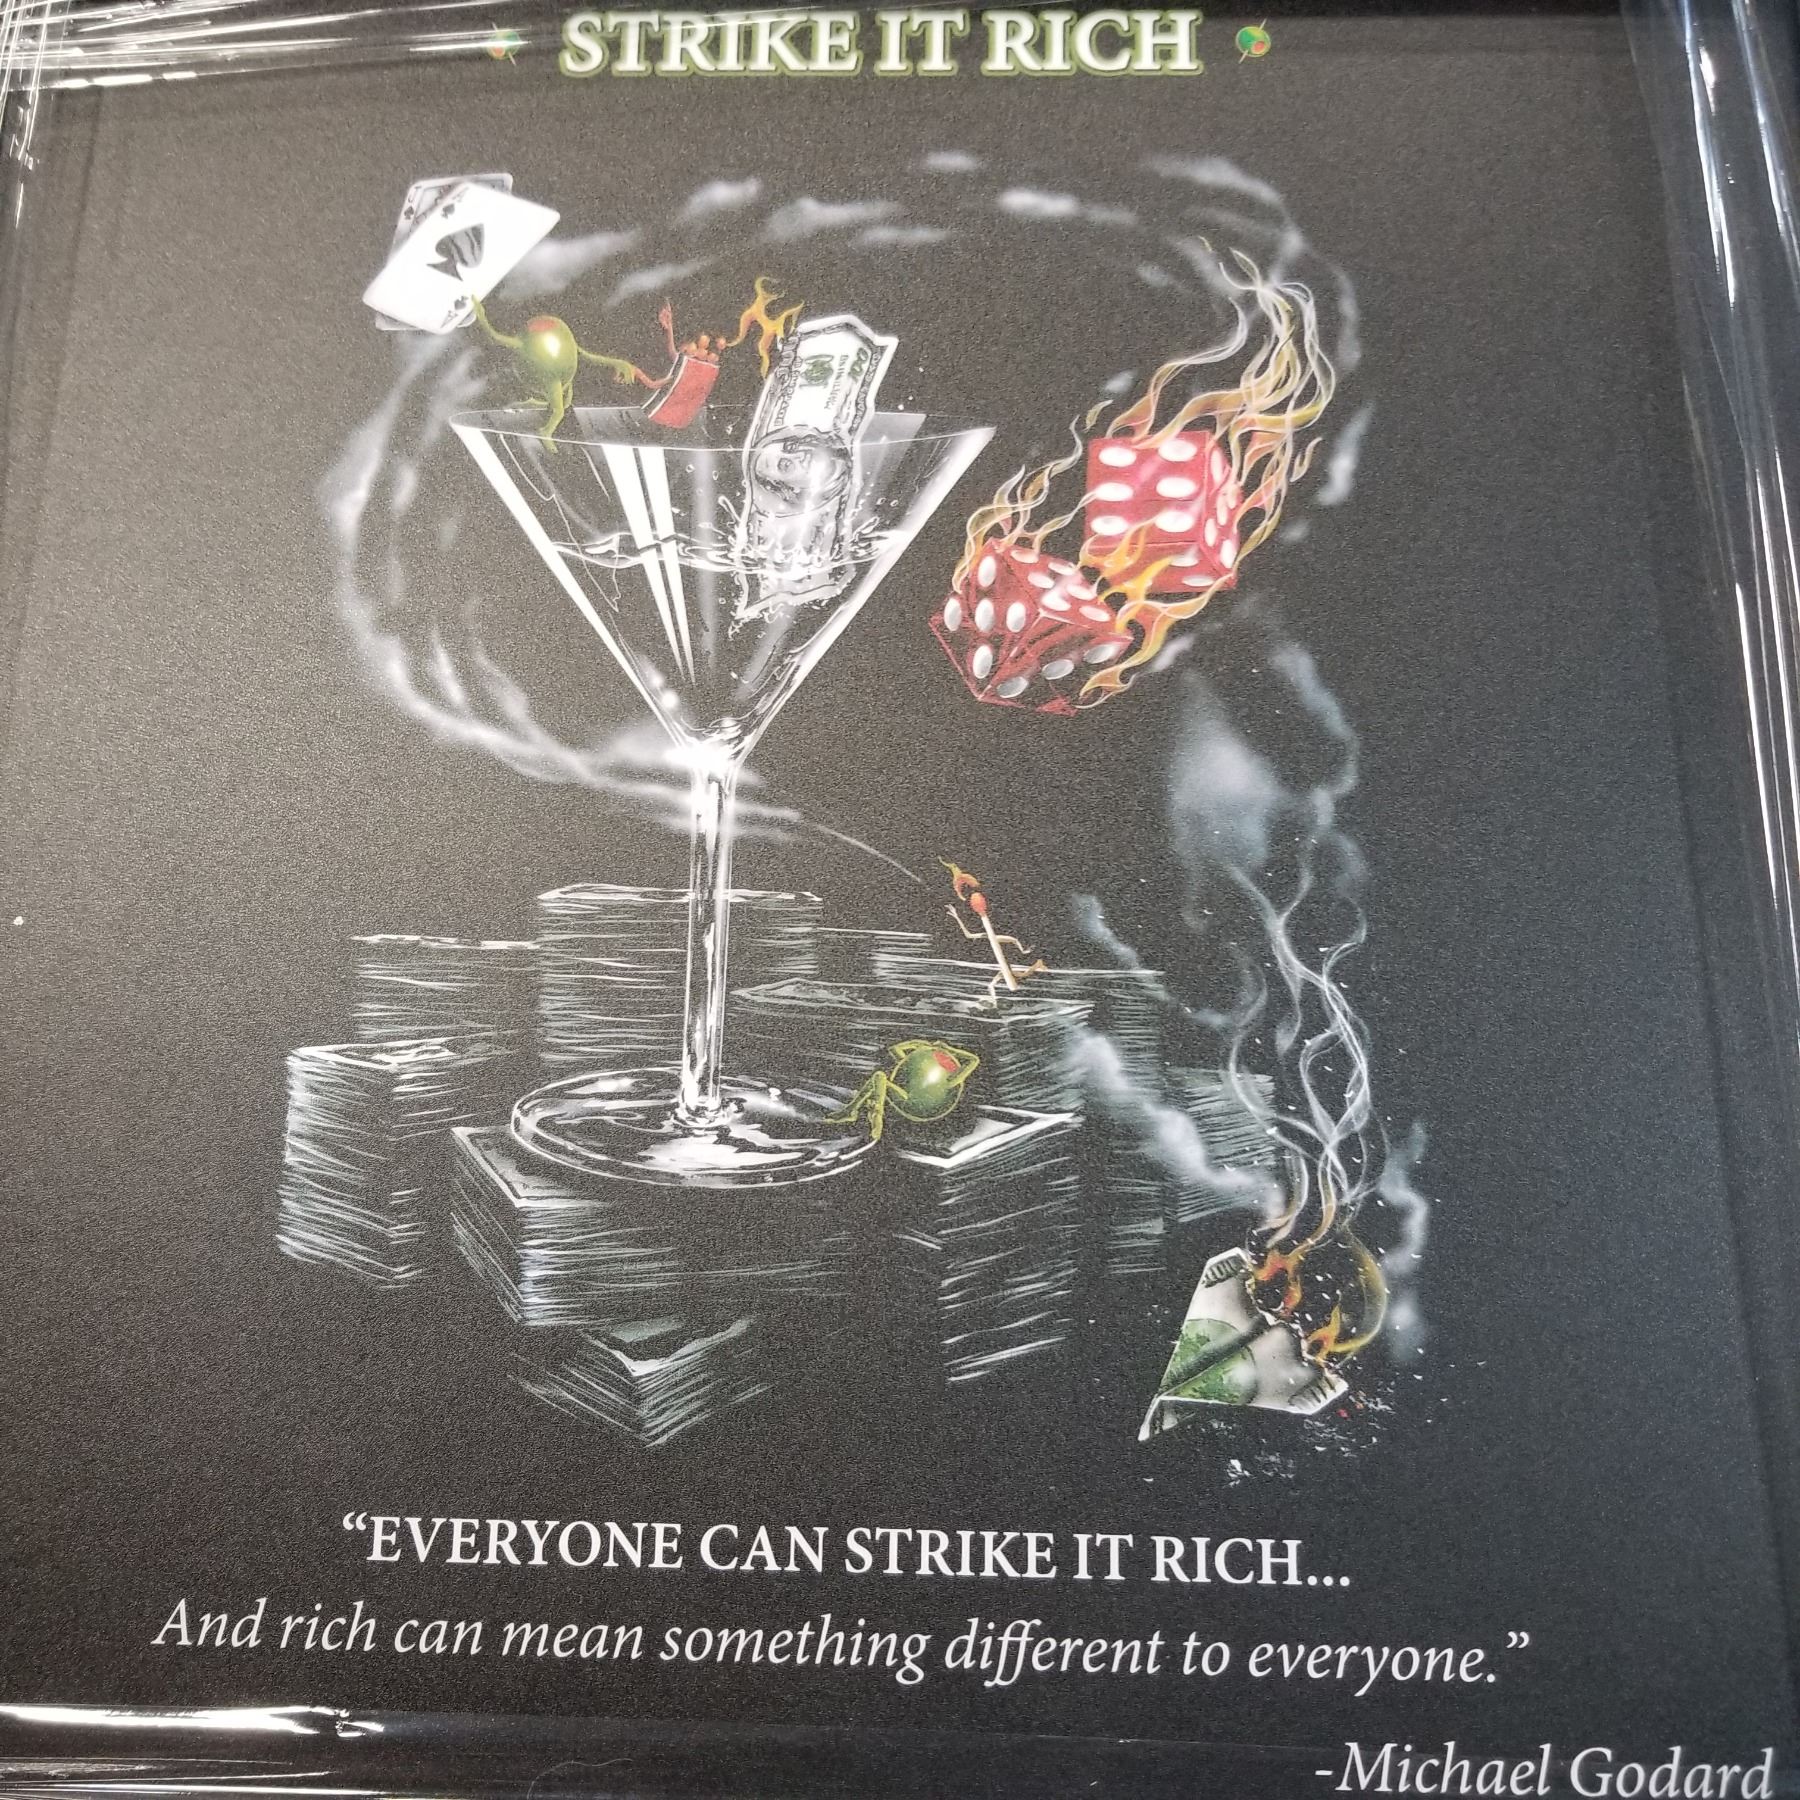 STRIKE IT RICH
“EVERYONE CAN STRIKE IT RICH...
And rich can mean something different to everyone.”
-Michael Godard